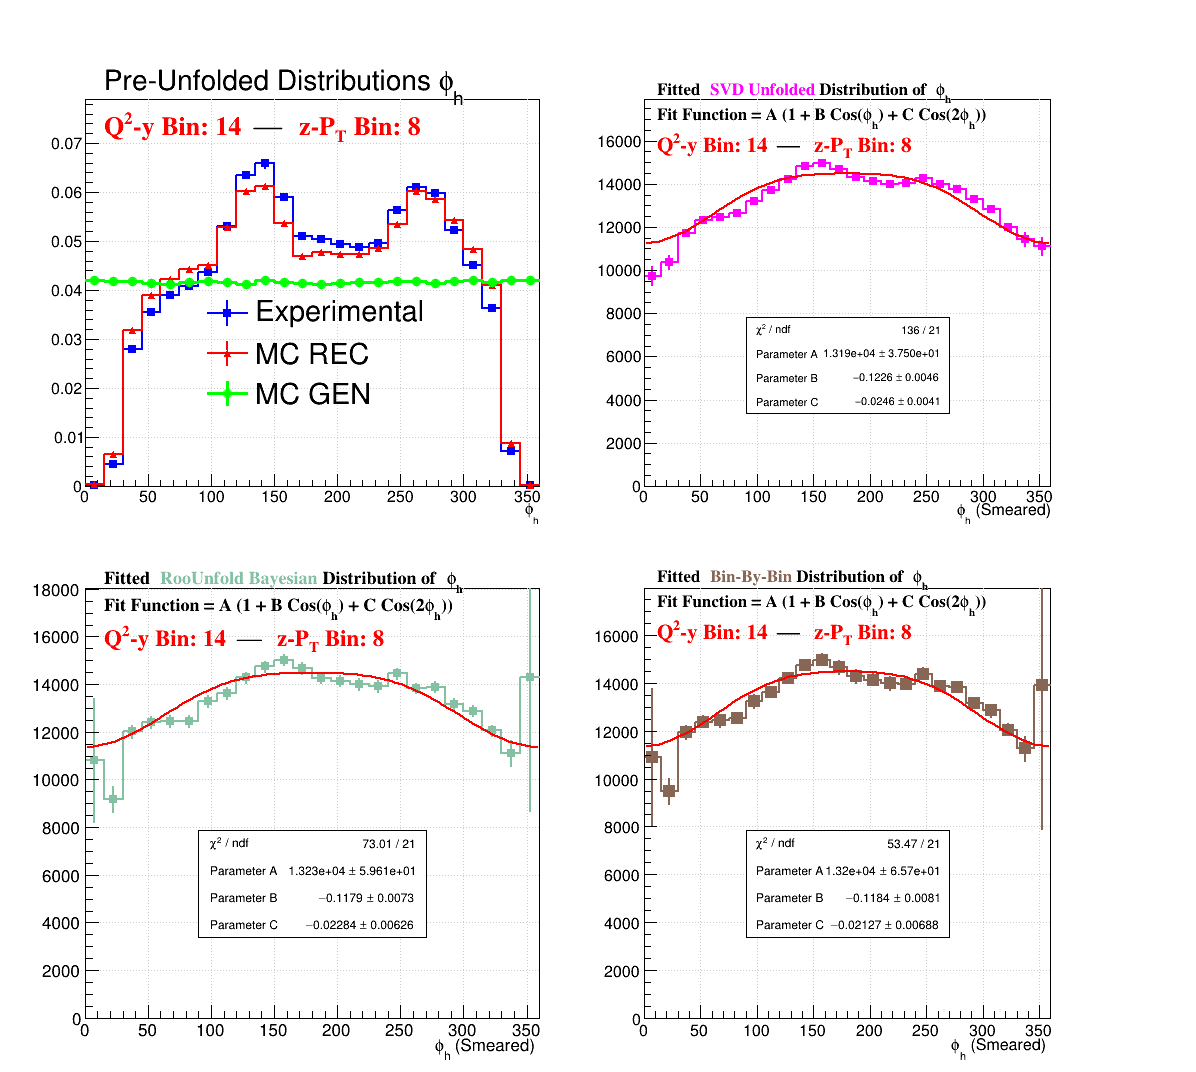 Pre-Unfolded Distributions ϕh
Q²-y Bin: 14 — z-PT Bin: 8
0.07
0.06
0.05
0.04
0.03
0.02
0.01
0
Experimental
MC REC
MC GEN
0 50 100 150 200 250 300 350
ϕh
Fitted SVD Unfolded Distribution of ϕh
Fit Function = A (1 + B Cos(ϕh) + C Cos(2ϕh))
Q²-y Bin: 14 — z-PT Bin: 8
16000
14000
12000
10000
8000
6000
4000
2000
0
χ² / ndf 136 / 21
Parameter A 1.319e+04 ± 3.750e+01
Parameter B −0.1226 ± 0.0046
Parameter C −0.0246 ± 0.0041
0 50 100 150 200 250 300 350
ϕh (Smeared)
Fitted RooUnfold Bayesian Distribution of ϕh
Fit Function = A (1 + B Cos(ϕh) + C Cos(2ϕh))
Q²-y Bin: 14 — z-PT Bin: 8
18000
16000
14000
12000
10000
8000
6000
4000
2000
0
χ² / ndf 73.01 / 21
Parameter A 1.323e+04 ± 5.961e+01
Parameter B −0.1179 ± 0.0073
Parameter C −0.02284 ± 0.00626
0 50 100 150 200 250 300 350
ϕh (Smeared)
Fitted Bin-By-Bin Distribution of ϕh
Fit Function = A (1 + B Cos(ϕh) + C Cos(2ϕh))
Q²-y Bin: 14 — z-PT Bin: 8
16000
14000
12000
10000
8000
6000
4000
2000
0
χ² / ndf 53.47 / 21
Parameter A 1.32e+04 ± 6.57e+01
Parameter B −0.1184 ± 0.0081
Parameter C −0.02127 ± 0.00688
0 50 100 150 200 250 300 350
ϕh (Smeared)